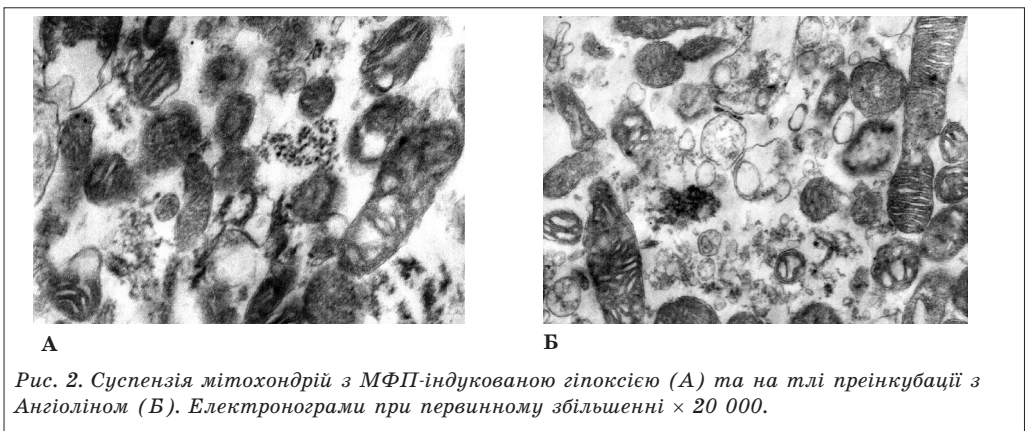 А
Б
Рис. 2. Суспензія мітохондрій з МФП-індукованою гіпоксією (А) та на тлі преінкубації з
Ангіоліном (Б). Електронограми при первинному збільшенні × 20 000.